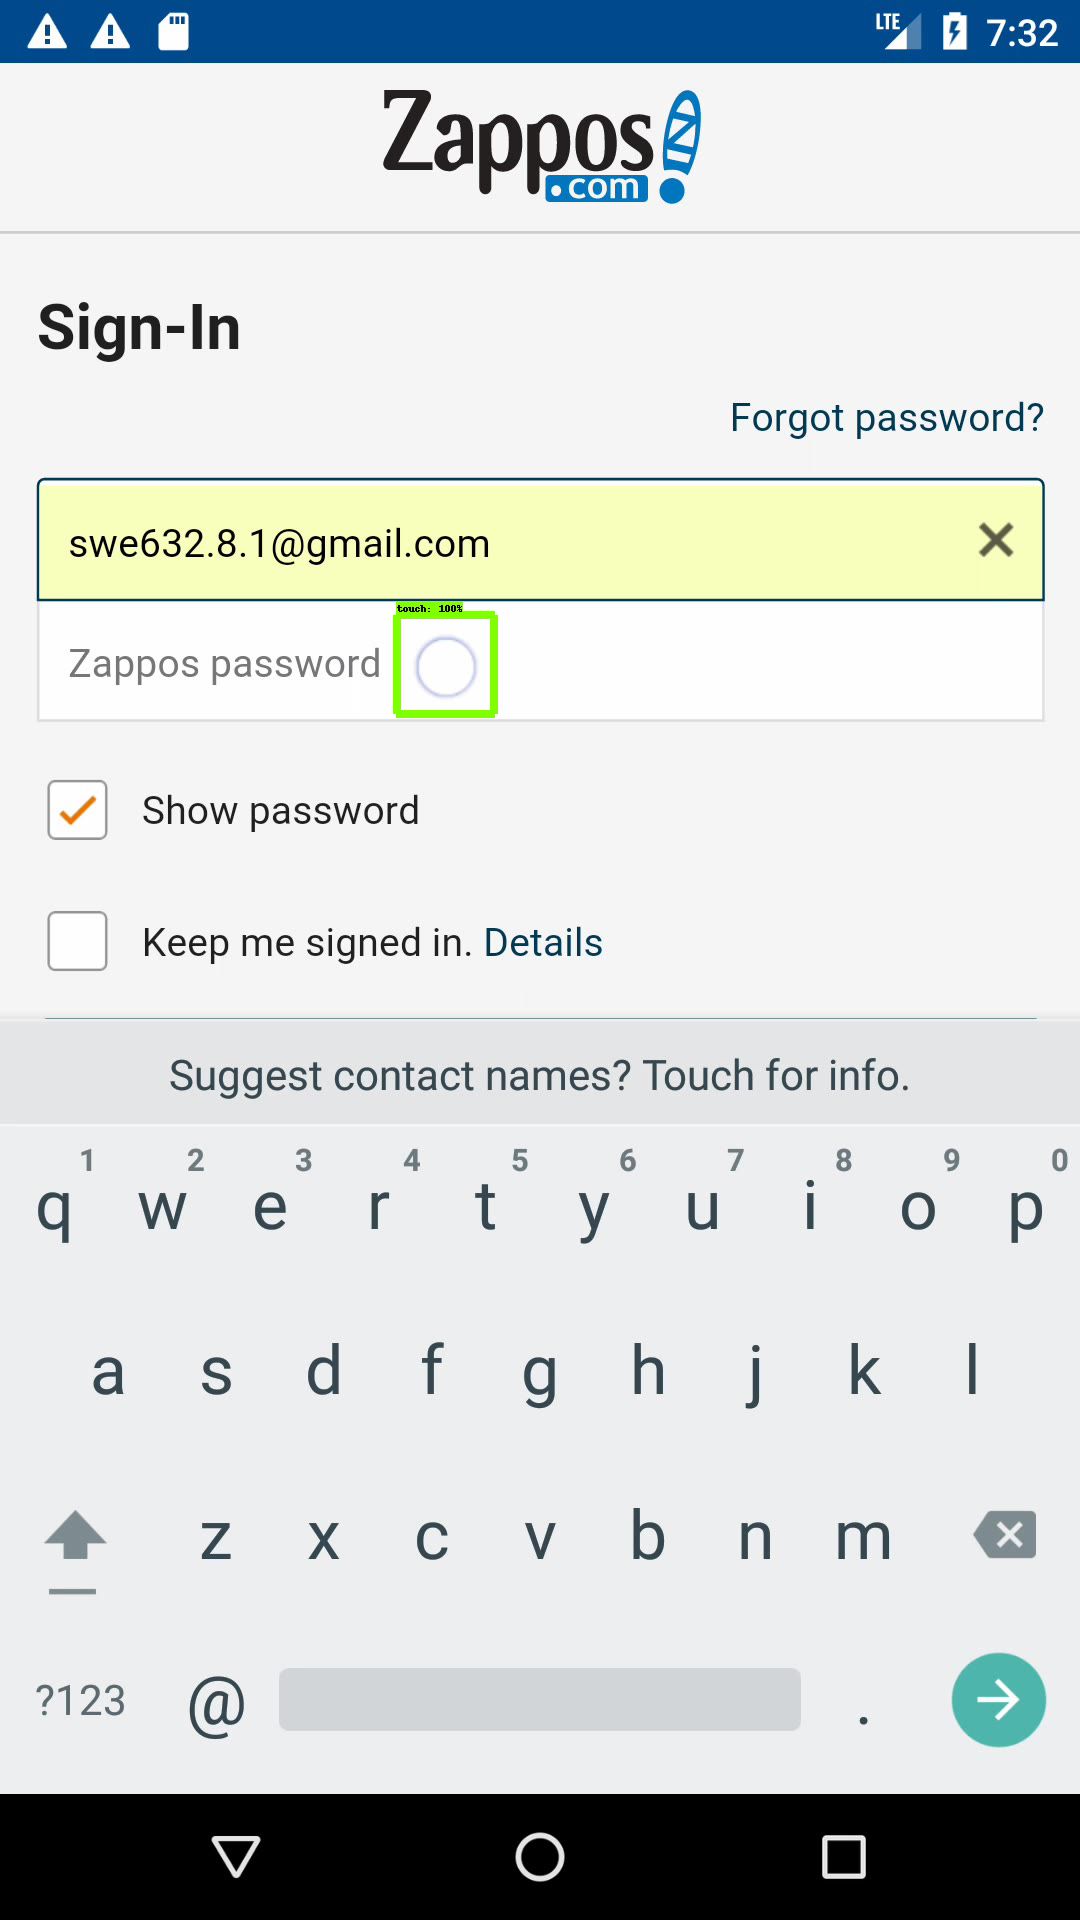 LTE 7:32
Zappos
.com
Sign-In
Forgot password?
swe632.8.1@gmail.com
touch: 100%
Zappos password
Show password
Keep me signed in. Details
Suggest contact names? Touch for info.
1 2 3 4 5 6 7 8 9 0
q w e r t y u i o p
a s d f g h j k l
z x c v b n m
?123 @ .